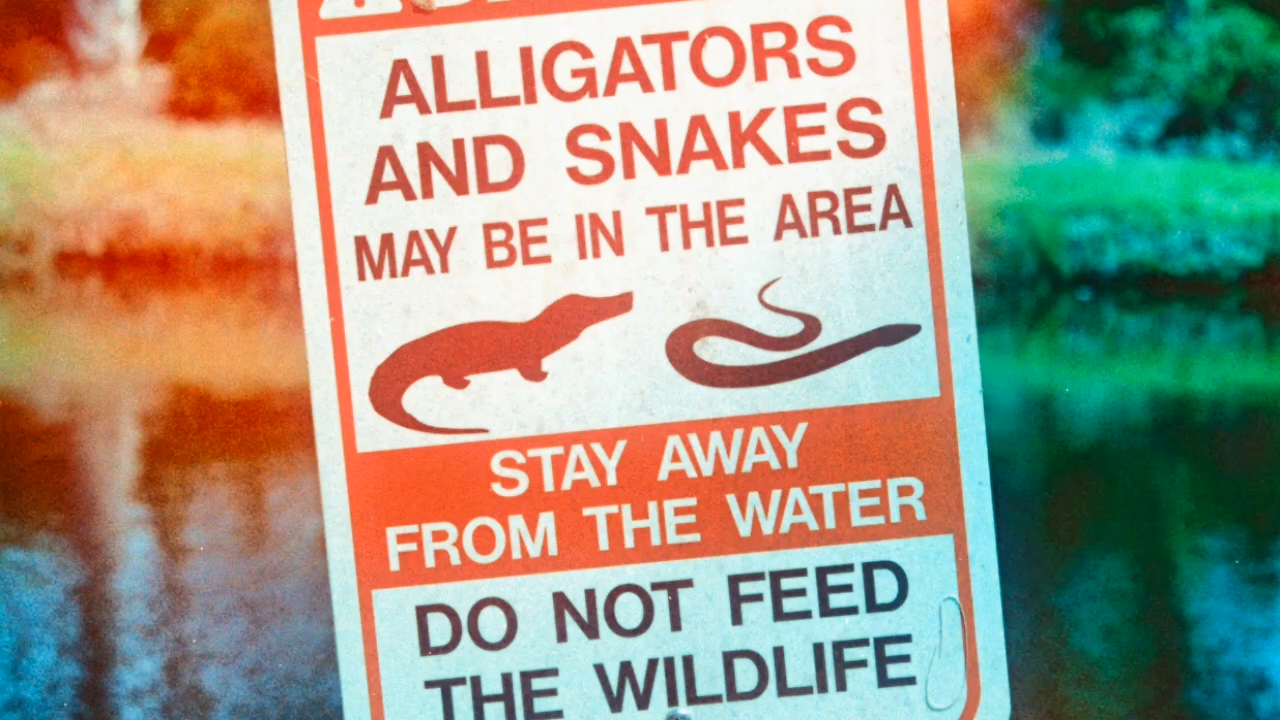 ALLIGATORS
AND SNAKES
MAY BE IN THE AREA
STAY AWAY
FROM THE WATER
DO NOT FEED
THE WILDLIFE